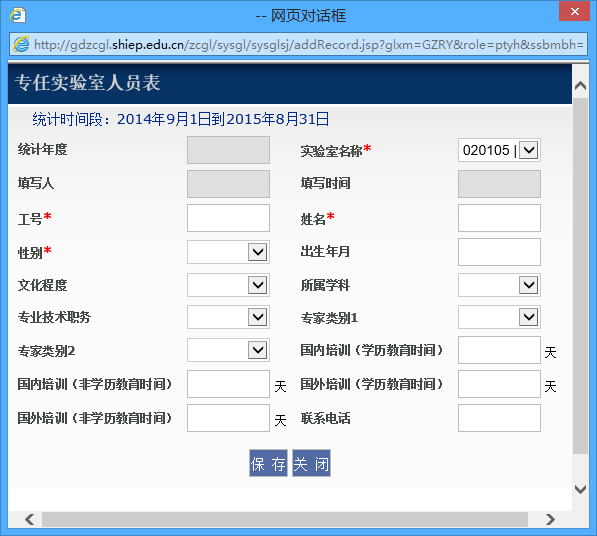 -- 网页对话框
http://gdzcgl.shiep.edu.cn/zcgl/sysgl/sysglsj/addRecord.jsp?glxm=GZRY&role=ptyh&ssbmbh=
专任实验室人员表
统计时间段：2014年9月1日到2015年8月31日
统计年度 实验室名称* 020105 |
填写人 填写时间
工号* 姓名*
性别* 出生年月
文化程度 所属学科
专业技术职务 专家类别1
专家类别2 国内培训（学历教育时间） 天
国内培训（非学历教育时间） 天 国外培训（学历教育时间） 天
国外培训（非学历教育时间） 天 联系电话
保 存 关 闭